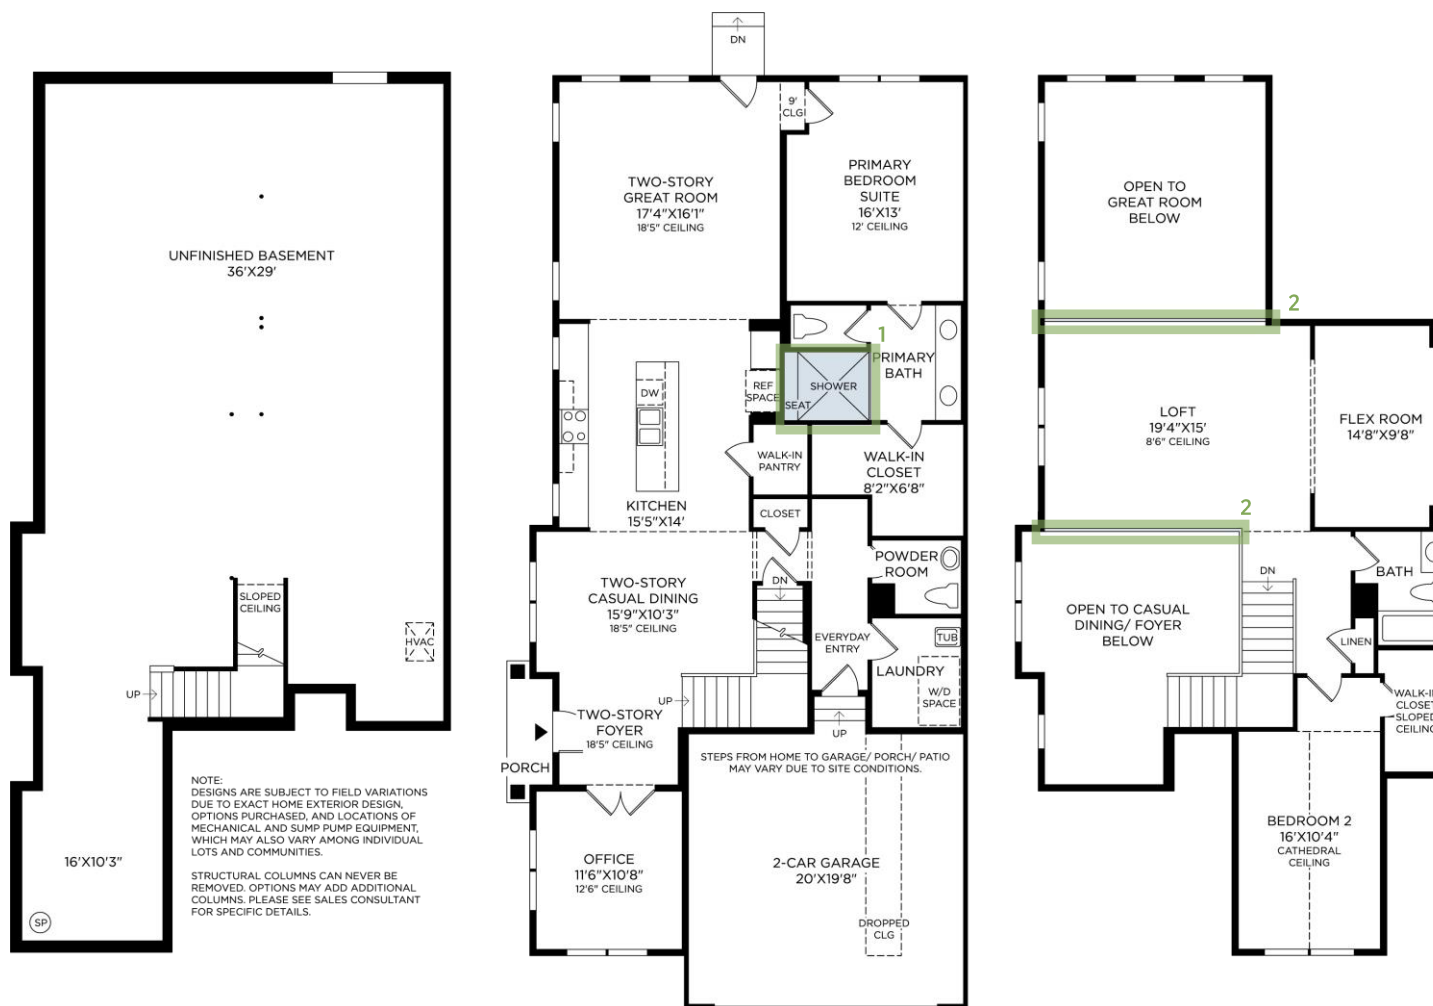 UNFINISHED BASEMENT
36'X29'
SLOPED
CEILING
HVAC
UP
NOTE:
DESIGNS ARE SUBJECT TO FIELD VARIATIONS
DUE TO EXACT HOME EXTERIOR DESIGN,
OPTIONS PURCHASED, AND LOCATIONS OF
MECHANICAL AND SUMP PUMP EQUIPMENT,
WHICH MAY ALSO VARY AMONG INDIVIDUAL
LOTS AND COMMUNITIES.
STRUCTURAL COLUMNS CAN NEVER BE
REMOVED. OPTIONS MAY ADD ADDITIONAL
COLUMNS. PLEASE SEE SALES CONSULTANT
FOR SPECIFIC DETAILS.
16'X10'3"
SP
DN
9'
CLG
TWO-STORY
GREAT ROOM
17'4"X16'1"
18'5" CEILING
PRIMARY
BEDROOM
SUITE
16'X13'
12' CEILING
1
PRIMARY
BATH
SHOWER
SEAT
REF
SPACE
DW
WALK-IN
PANTRY
WALK-IN
CLOSET
8'2"X6'8"
KITCHEN
15'5"X14'
CLOSET
POWDER
ROOM
TWO-STORY
CASUAL DINING
15'9"X10'3"
18'5" CEILING
DN
EVERYDAY
ENTRY
TUB
LAUNDRY
W/D
SPACE
UP
TWO-STORY
FOYER
18'5" CEILING
UP
PORCH
STEPS FROM HOME TO GARAGE/ PORCH/ PATIO
MAY VARY DUE TO SITE CONDITIONS.
OFFICE
11'6"X10'8"
12'6" CEILING
2-CAR GARAGE
20'X19'8"
DROPPED
CLG
OPEN TO
GREAT ROOM
BELOW
2
LOFT
19'4"X15'
8'6" CEILING
FLEX ROOM
14'8"X9'8"
2
DN
BATH
OPEN TO CASUAL
DINING/ FOYER
BELOW
LINEN
WALK-IN
CLOSET
SLOPED
CEILING
BEDROOM 2
16'X10'4"
CATHEDRAL
CEILING